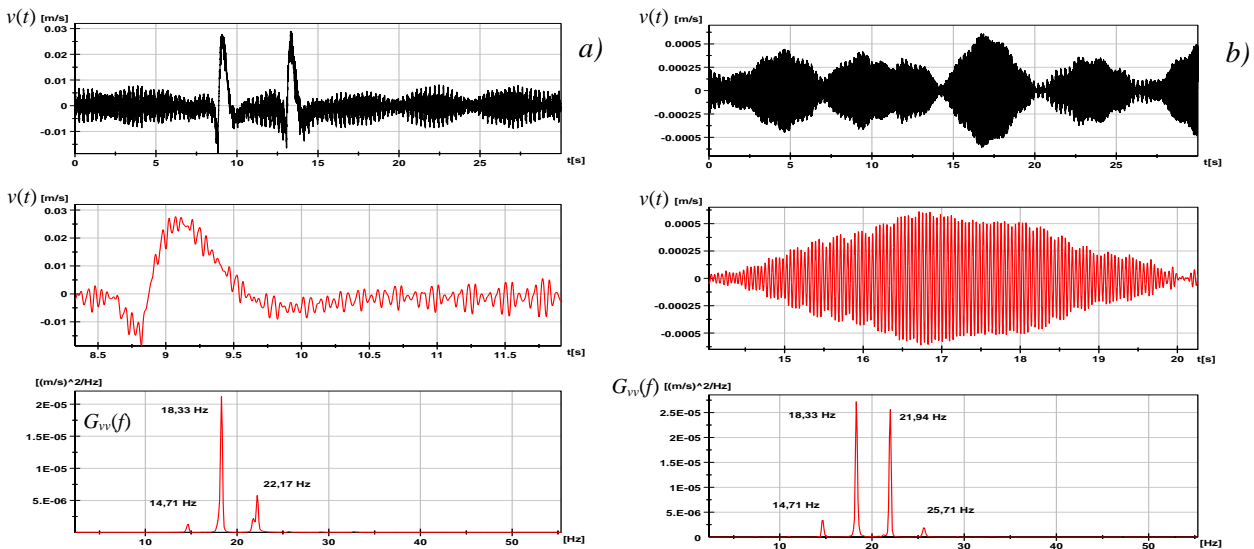 v(t) [m/s]
a)
0.03
0.02
0.01
0
-0.01
0 5 10 15 20 25 t[s]
v(t) [m/s]
0.03
0.02
0.01
0
-0.01
8.5 9 9.5 10 10.5 11 11.5 t[s]
[(m/s)^2/Hz]
Gvv(f)
2E-05
1.5E-05
1E-05
5E-06
18,33 Hz
14,71 Hz
22,17 Hz
10 20 30 40 50 [Hz]
v(t) [m/s]
b)
0.0005
0.00025
0
-0.00025
-0.0005
0 5 10 15 20 25 t[s]
v(t) [m/s]
0.0005
0.00025
0
-0.00025
-0.0005
15 16 17 18 19 20 t[s]
Gvv(f) [(m/s)^2/Hz]
2.5E-05
2E-05
1.5E-05
1E-05
5E-06
0
18,33 Hz
21,94 Hz
14,71 Hz
25,71 Hz
10 20 30 40 50 [Hz]